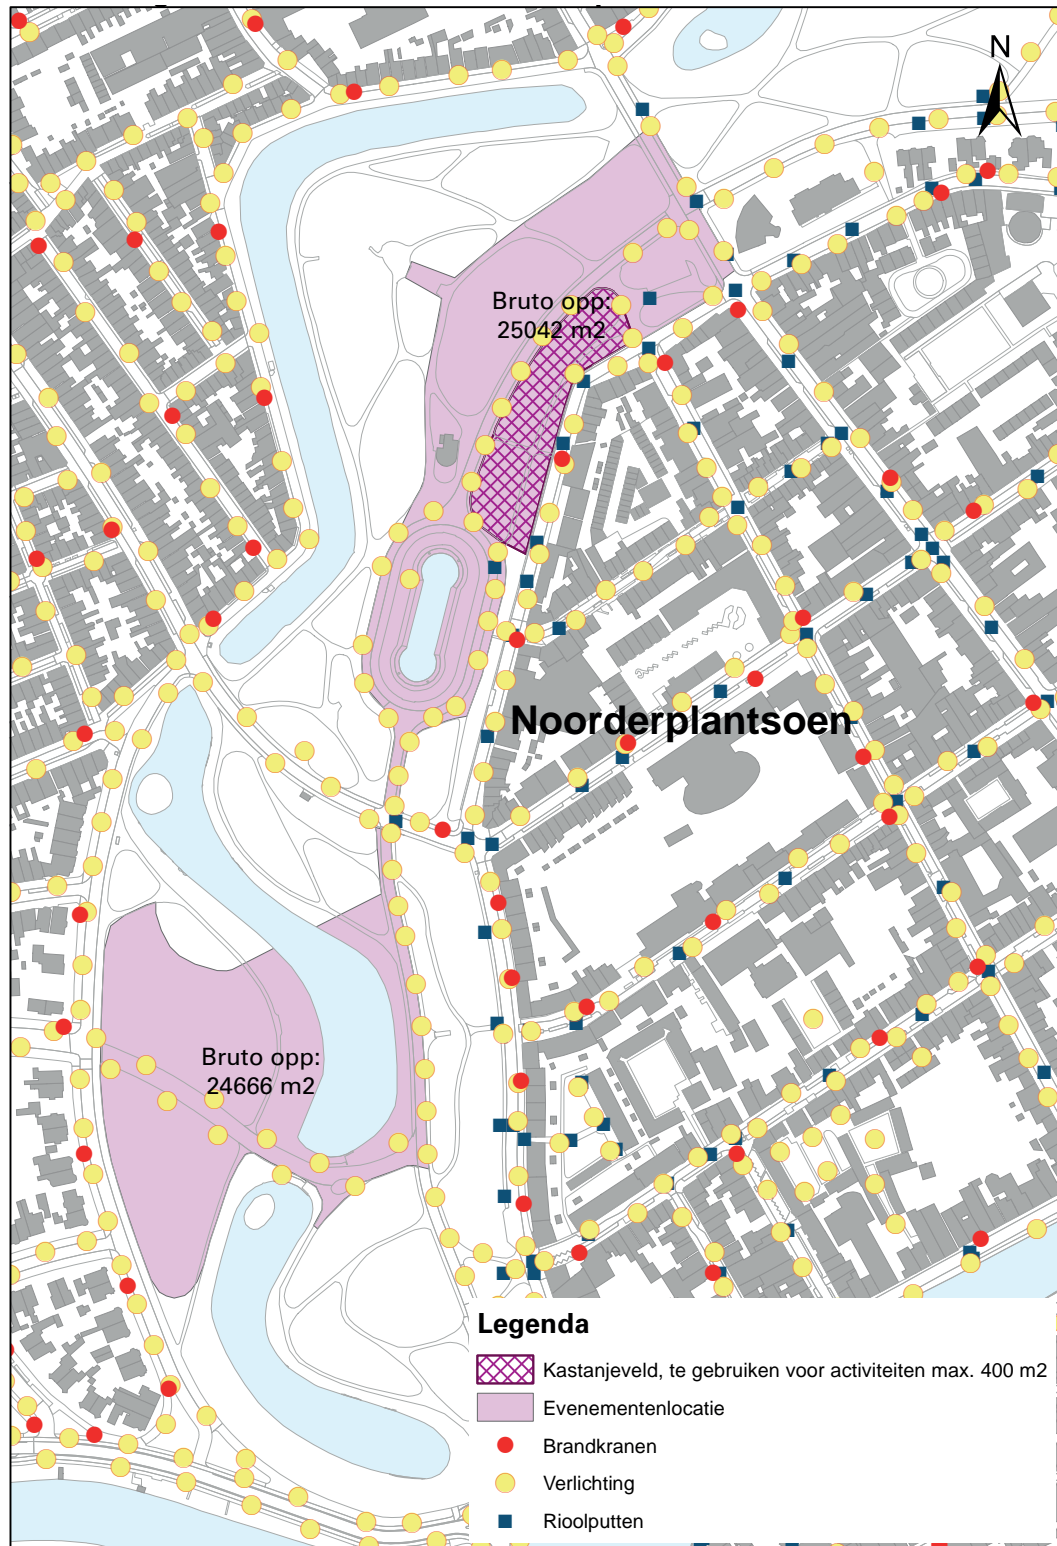 N
Bruto opp:
25042 m2
Noorderplantsoen
Bruto opp:
24666 m2
Legenda
Kastanjeveld, te gebruiken voor activiteiten max. 400 m2
Evenementenlocatie
Brandkranen
Verlichting
Rioolputten